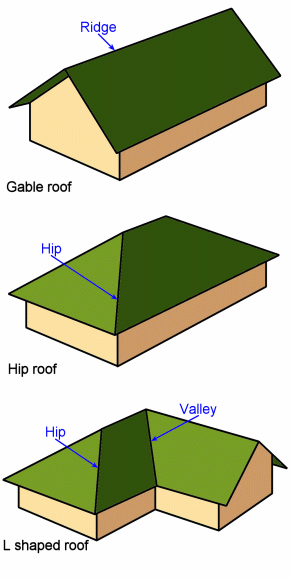 Ridge
Gable roof
Hip
Hip roof
Valley
Hip
L shaped roof